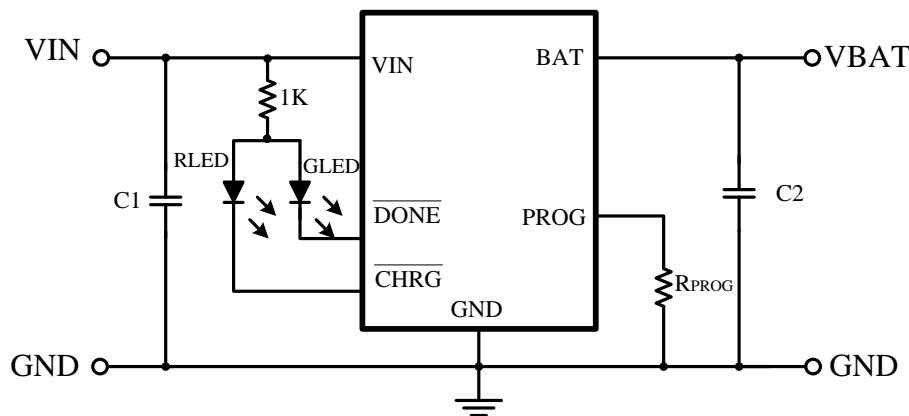 VIN
VIN
BAT
VBAT
1K
RLED
GLED
C1
DONE
PROG
C2
CHRG
RPROG
GND
GND
GND